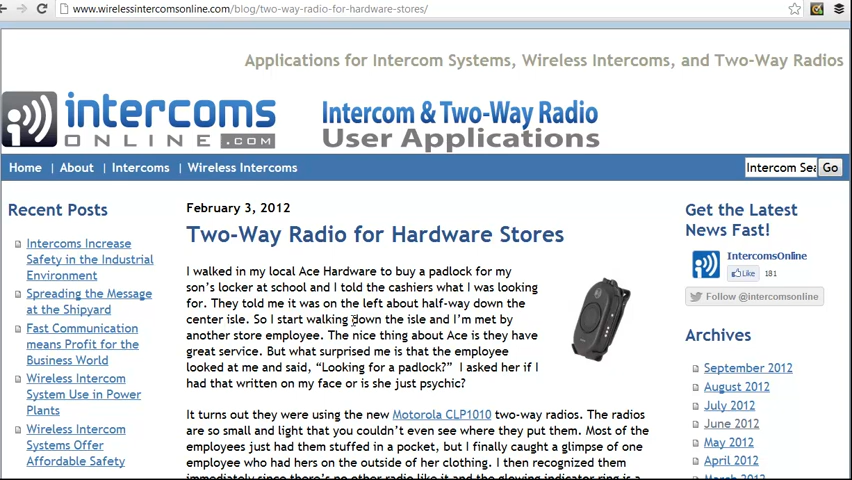 www.wirelessintercomsonline.com/blog/two-way-radio-for-hardware-stores/
Applications for Intercom Systems, Wireless Intercoms, and Two-Way Radios
intercoms
ONLINE.COM
Intercom & Two-Way Radio
User Applications
Home | About | Intercoms | Wireless Intercoms
Intercom Sea Go
Recent Posts
Intercoms Increase
Safety in the Industrial
Environment
Spreading the Message
at the Shipyard
Fast Communication
means Profit for the
Business World
Wireless Intercom
System Use in Power
Plants
Wireless Intercom
Systems Offer
Affordable Safety
February 3, 2012
Two-Way Radio for Hardware Stores
I walked in my local Ace Hardware to buy a padlock for my
son's locker at school and I told the cashiers what I was looking
for. They told me it was on the left about half-way down the
center isle. So I start walking down the isle and I'm met by
another store employee. The nice thing about Ace is they have
great service. But what surprised me is that the employee
looked at me and said, "Looking for a padlock?" I asked her if I
had that written on my face or is she just psychic?
It turns out they were using the new Motorola CLP1010 two-way radios. The radios
are so small and light that you couldn't even see where they put them. Most of the
employees just had them stuffed in a pocket, but I finally caught a glimpse of one
employee who had hers on the outside of her clothing. I then recognized them
immediately since there's no other radio like it and the glowing indicator ring is a
Get the Latest
News Fast!
IntercomsOnline
Like 181
Follow @intercomsonline
Archives
September 2012
August 2012
July 2012
June 2012
May 2012
April 2012
March 2012